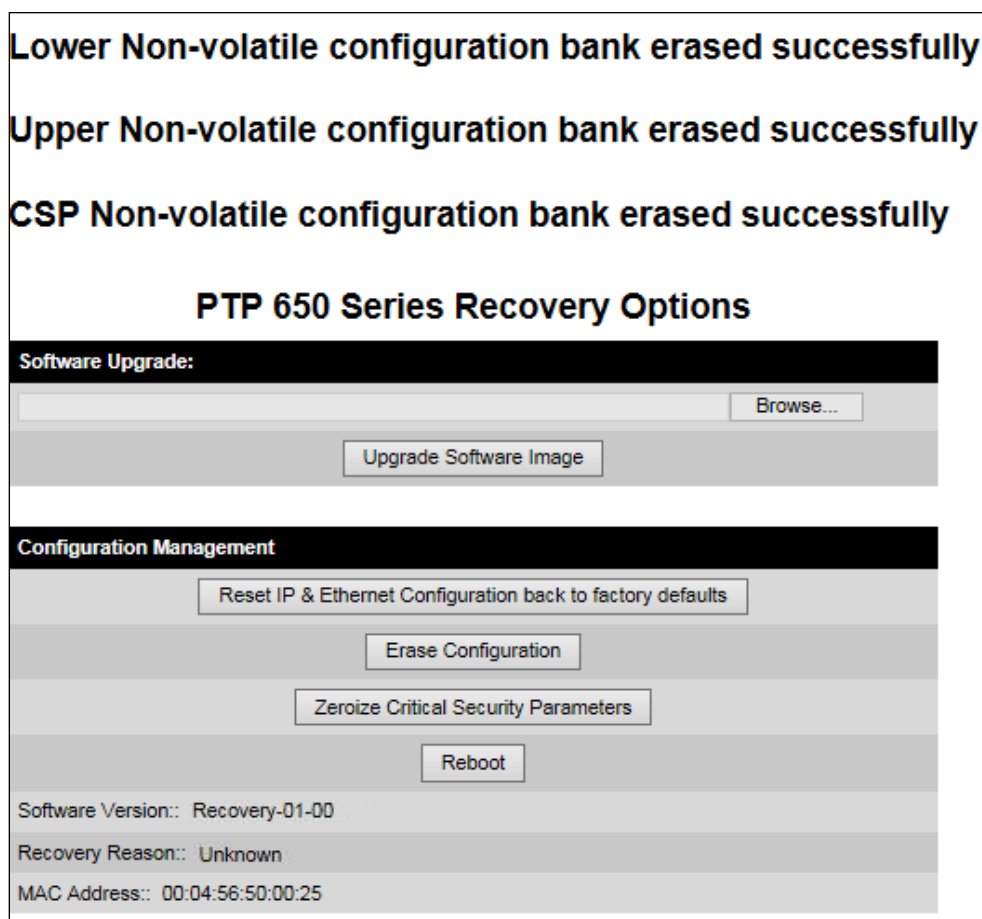 Lower Non-volatile configuration bank erased successfully
Upper Non-volatile configuration bank erased successfully
CSP Non-volatile configuration bank erased successfully
PTP 650 Series Recovery Options
Software Upgrade:
Browse...
Upgrade Software Image
Configuration Management
Reset IP & Ethernet Configuration back to factory defaults
Erase Configuration
Zeroize Critical Security Parameters
Reboot
Software Version:: Recovery-01-00
Recovery Reason:: Unknown
MAC Address:: 00:04:56:50:00:25